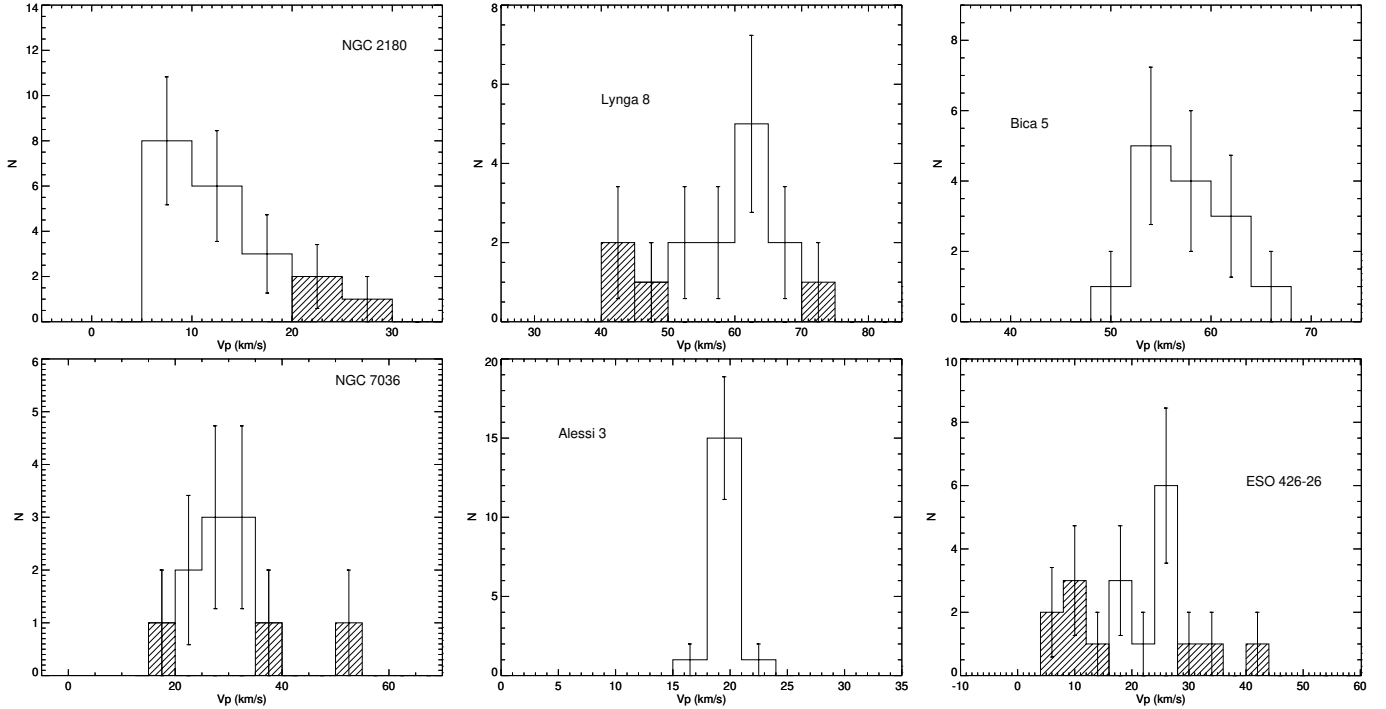 14
12
10
8
6
4
2
0
N
NGC 2180
0 10 20 30
Vp (km/s)
8
6
4
2
0
N
Lynga 8
30 40 50 60 70 80
Vp (km/s)
8
6
4
2
0
N
Bica 5
40 50 60 70
Vp (km/s)
6
5
4
3
2
1
0
N
NGC 7036
0 20 40 60
Vp (km/s)
20
15
10
5
0
N
Alessi 3
0 5 10 15 20 25 30 35
Vp (km/s)
10
8
6
4
2
0
N
ESO 426-26
-10 0 10 20 30 40 50 60
Vp (km/s)